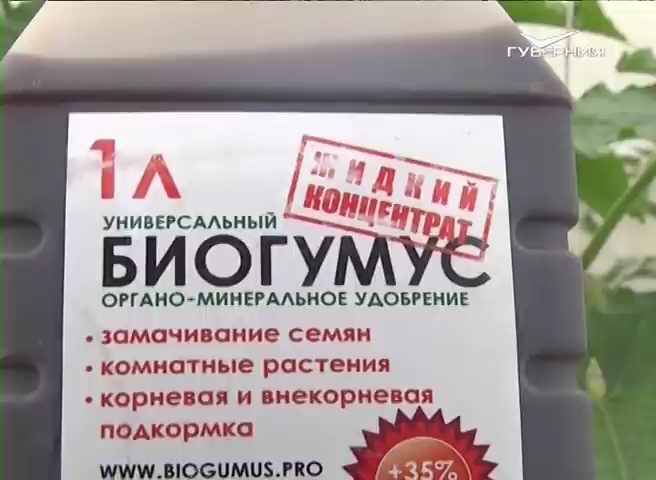 ГУБЕРНИЯ
1 Л
ЖИДКИЙ
КОНЦЕНТРАТ
УНИВЕРСАЛЬНЫЙ
БИОГУМУС
ОРГАНО-МИНЕРАЛЬНОЕ УДОБРЕНИЕ
• замачивание семян
• комнатные растения
• корневая и внекорневая
подкормка
WWW.BIOGUMUS.PRO
+35%